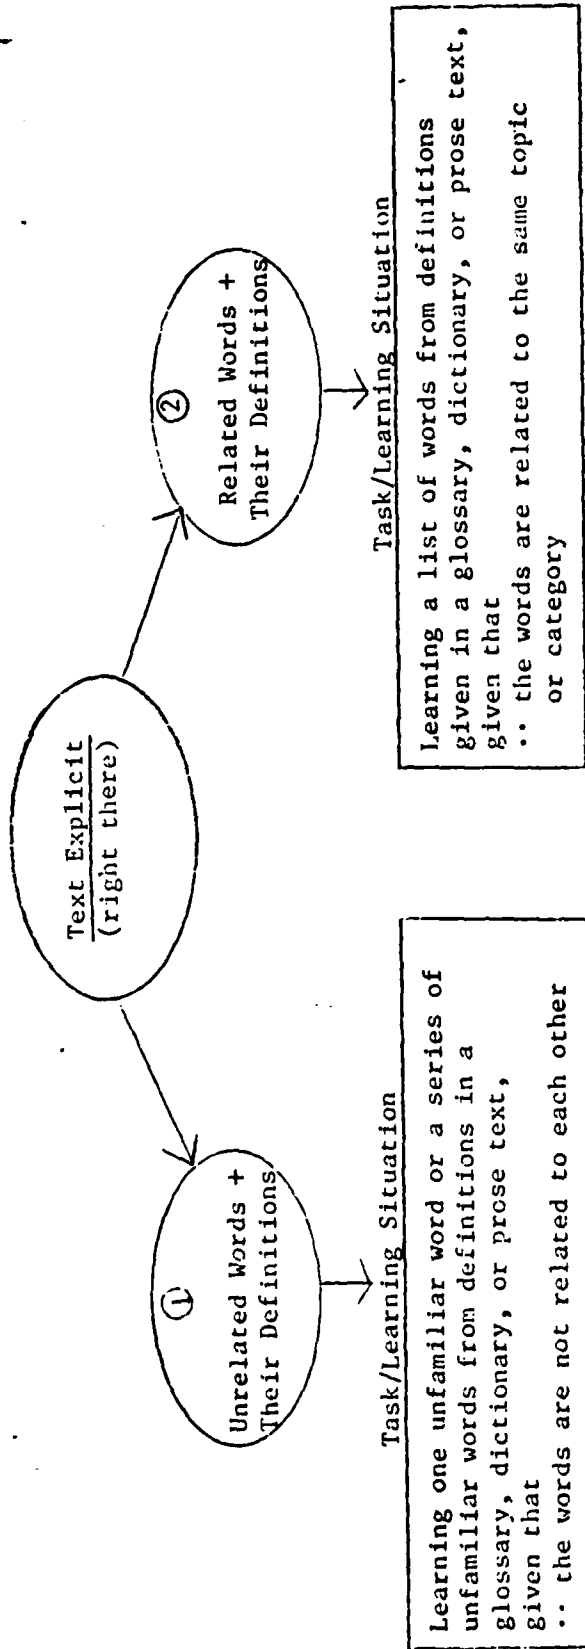 Text Explicit
(right there)
①
Unrelated Words +
Their Definitions
Task/Learning Situation
Learning one unfamiliar word or a series of
unfamiliar words from definitions in a
glossary, dictionary, or prose text,
given that
.. the words are not related to each other
②
Related Words +
Their Definitions
Task/Learning Situation
Learning a list of words from definitions
given in a glossary, dictionary, or prose text,
given that
.. the words are related to the same topic
or category